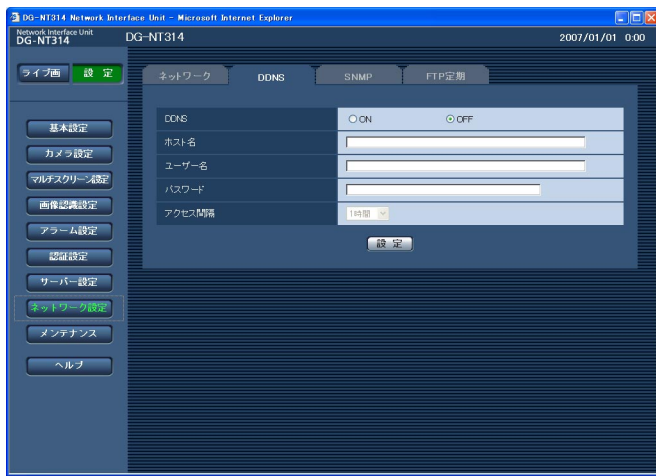 DG-NT314 Network Interface Unit - Microsoft Internet Explorer
Network Interface Unit
DG-NT314
DG-NT314
2007/01/01 0:00
ライブ画 設 定
ネットワーク DDNS SNMP FTP定期
DDNS ON OFF
ホスト名
ユーザー名
パスワード
アクセス間隔 1時間
設 定
基本設定
カメラ設定
マルチスクリーン設定
画像認識設定
アラーム設定
認証設定
サーバー設定
ネットワーク設定
メンテナンス
ヘルプ